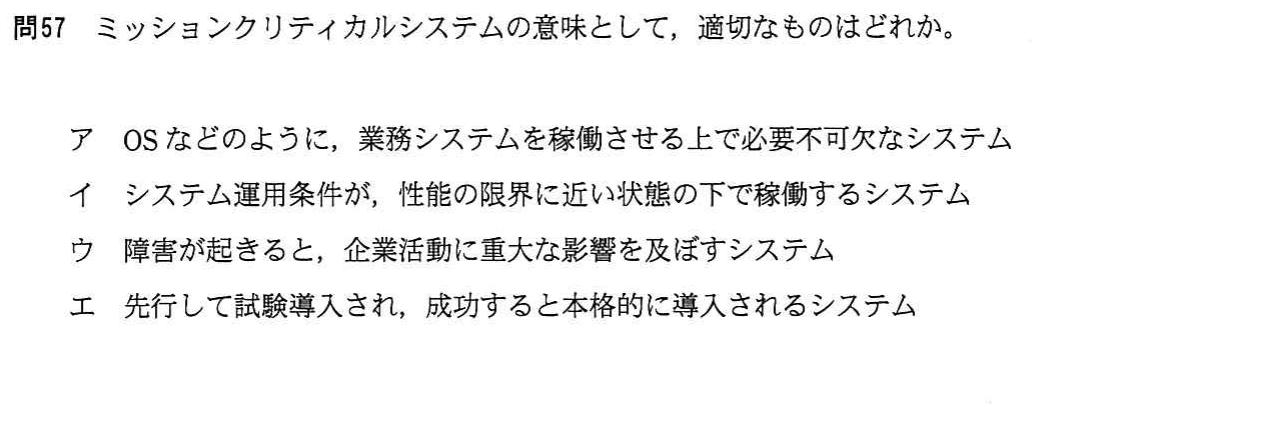 問57 ミッションクリティカルシステムの意味として，適切なものはどれか。
ア OSなどのように，業務システムを稼働させる上で必要不可欠なシステム
イ システム運用条件が，性能の限界に近い状態の下で稼働するシステム
ウ 障害が起きると，企業活動に重大な影響を及ぼすシステム
エ 先行して試験導入され，成功すると本格的に導入されるシステム